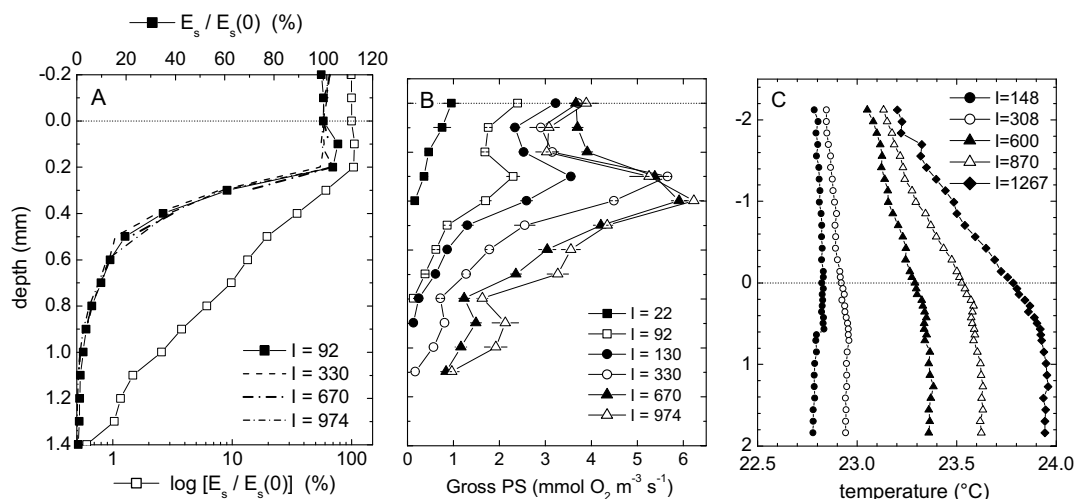 E_s / E_s(0) (%)
0 20 40 60 80 100 120
-0.2
0.0
0.2
0.4
0.6
0.8
1.0
1.2
1.4
depth (mm)
A
I = 92
I = 330
I = 670
I = 974
1 10 100
log [E_s / E_s(0)] (%)
B
I = 22
I = 92
I = 130
I = 330
I = 670
I = 974
0 1 2 3 4 5 6
Gross PS (mmol O₂ m⁻³ s⁻¹)
C
I=148
I=308
I=600
I=870
I=1267
-2
-1
0
1
2
22.5 23.0 23.5 24.0
temperature (°C)